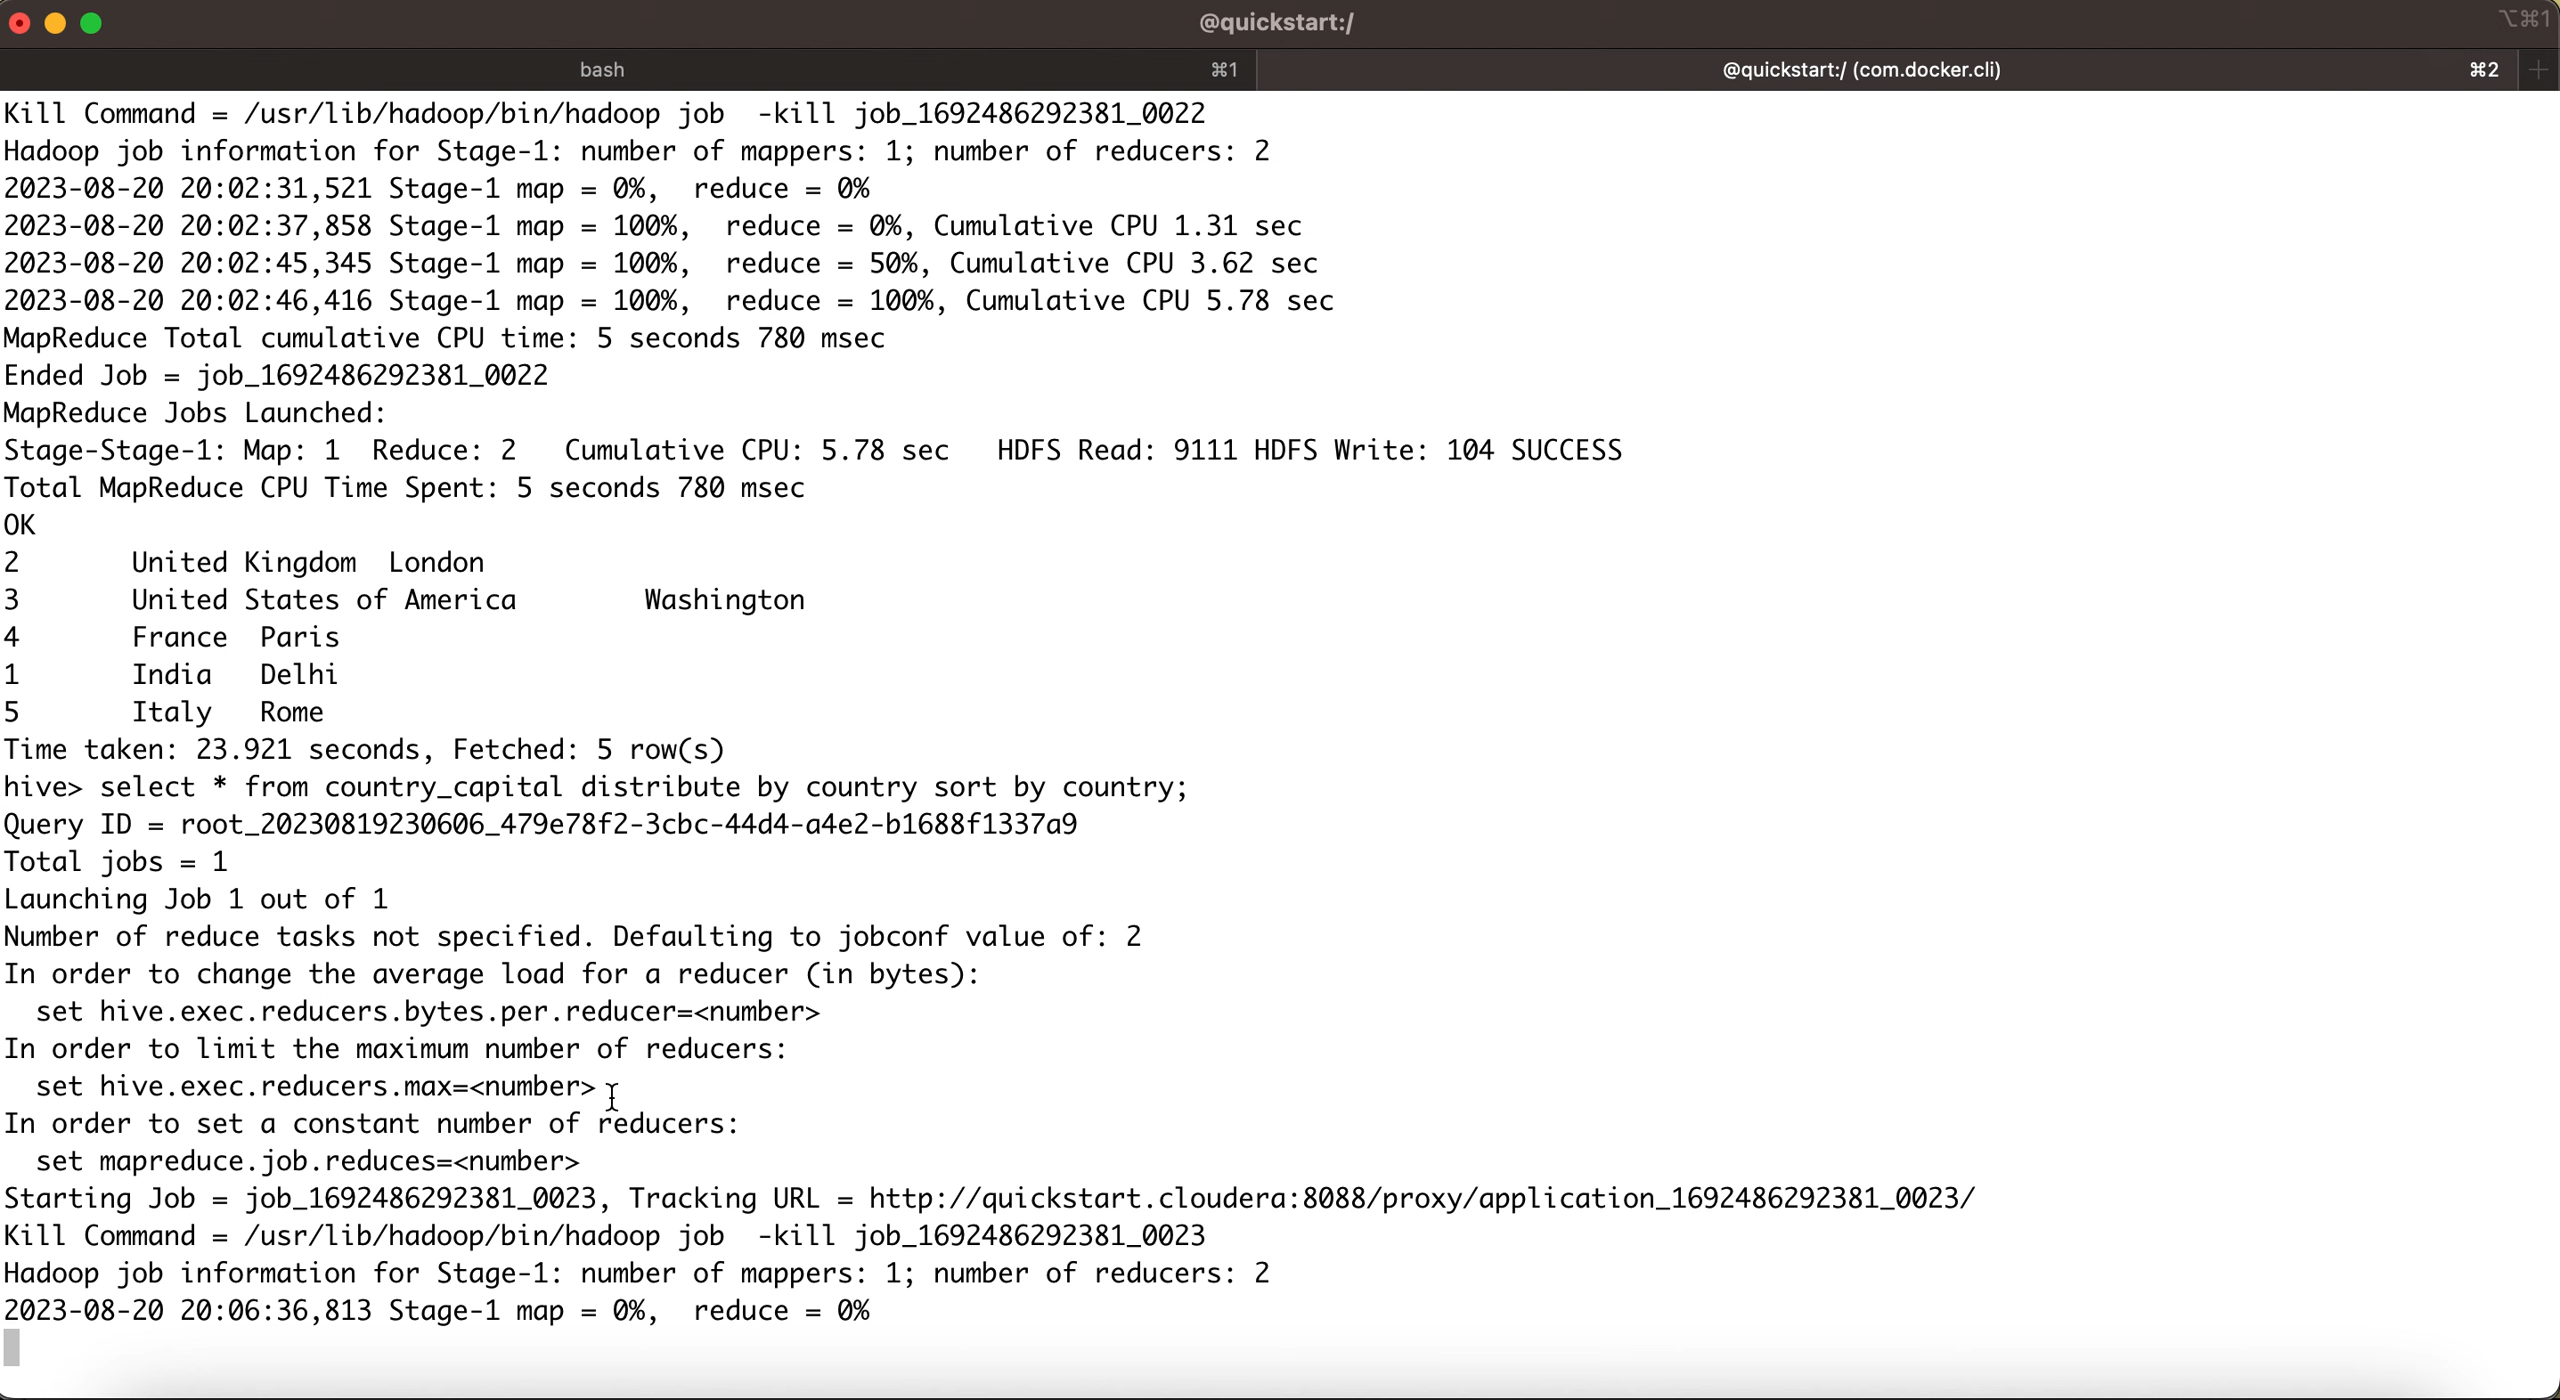 @quickstart:/
⌥⌘1
bash ⌘1 @quickstart:/ (com.docker.cli) ⌘2 +
Kill Command = /usr/lib/hadoop/bin/hadoop job  -kill job_1692486292381_0022
Hadoop job information for Stage-1: number of mappers: 1; number of reducers: 2
2023-08-20 20:02:31,521 Stage-1 map = 0%,  reduce = 0%
2023-08-20 20:02:37,858 Stage-1 map = 100%,  reduce = 0%, Cumulative CPU 1.31 sec
2023-08-20 20:02:45,345 Stage-1 map = 100%,  reduce = 50%, Cumulative CPU 3.62 sec
2023-08-20 20:02:46,416 Stage-1 map = 100%,  reduce = 100%, Cumulative CPU 5.78 sec
MapReduce Total cumulative CPU time: 5 seconds 780 msec
Ended Job = job_1692486292381_0022
MapReduce Jobs Launched:
Stage-Stage-1: Map: 1  Reduce: 2   Cumulative CPU: 5.78 sec   HDFS Read: 9111 HDFS Write: 104 SUCCESS
Total MapReduce CPU Time Spent: 5 seconds 780 msec
OK
2       United Kingdom  London
3       United States of America        Washington
4       France  Paris
1       India   Delhi
5       Italy   Rome
Time taken: 23.921 seconds, Fetched: 5 row(s)
hive> select * from country_capital distribute by country sort by country;
Query ID = root_20230819230606_479e78f2-3cbc-44d4-a4e2-b1688f1337a9
Total jobs = 1
Launching Job 1 out of 1
Number of reduce tasks not specified. Defaulting to jobconf value of: 2
In order to change the average load for a reducer (in bytes):
  set hive.exec.reducers.bytes.per.reducer=<number>
In order to limit the maximum number of reducers:
  set hive.exec.reducers.max=<number>
In order to set a constant number of reducers:
  set mapreduce.job.reduces=<number>
Starting Job = job_1692486292381_0023, Tracking URL = http://quickstart.cloudera:8088/proxy/application_1692486292381_0023/
Kill Command = /usr/lib/hadoop/bin/hadoop job  -kill job_1692486292381_0023
Hadoop job information for Stage-1: number of mappers: 1; number of reducers: 2
2023-08-20 20:06:36,813 Stage-1 map = 0%,  reduce = 0%